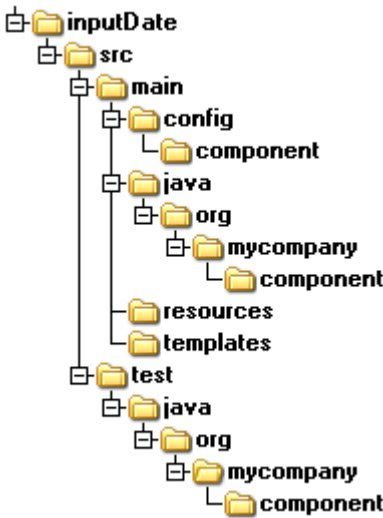 inputDate
src
main
config
component
java
org
mycompany
component
resources
templates
test
java
org
mycompany
component